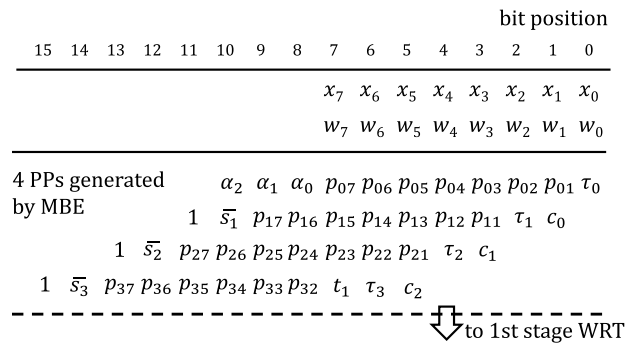 bit position
15 14 13 12 11 10 9 8 7 6 5 4 3 2 1 0
x₇ x₆ x₅ x₄ x₃ x₂ x₁ x₀
w₇ w₆ w₅ w₄ w₃ w₂ w₁ w₀
4 PPs generated α₂ α₁ α₀ p₀₇ p₀₆ p₀₅ p₀₄ p₀₃ p₀₂ p₀₁ τ₀
by MBE 1 s̅₁ p₁₇ p₁₆ p₁₅ p₁₄ p₁₃ p₁₂ p₁₁ τ₁ c₀
1 s̅₂ p₂₇ p₂₆ p₂₅ p₂₄ p₂₃ p₂₂ p₂₁ τ₂ c₁
1 s̅₃ p₃₇ p₃₆ p₃₅ p₃₄ p₃₃ p₃₂ t₁ τ₃ c₂
to 1st stage WRT